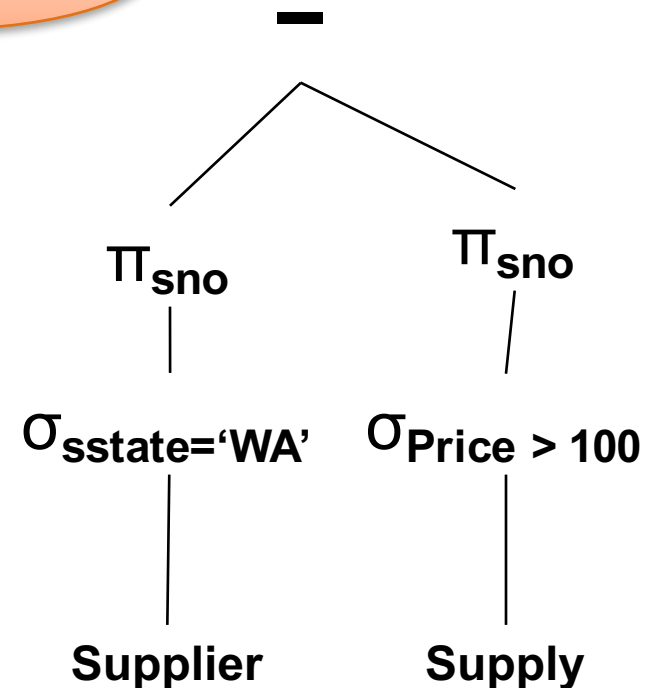 −
πsno πsno
σsstate=‘WA’ σPrice > 100
Supplier Supply